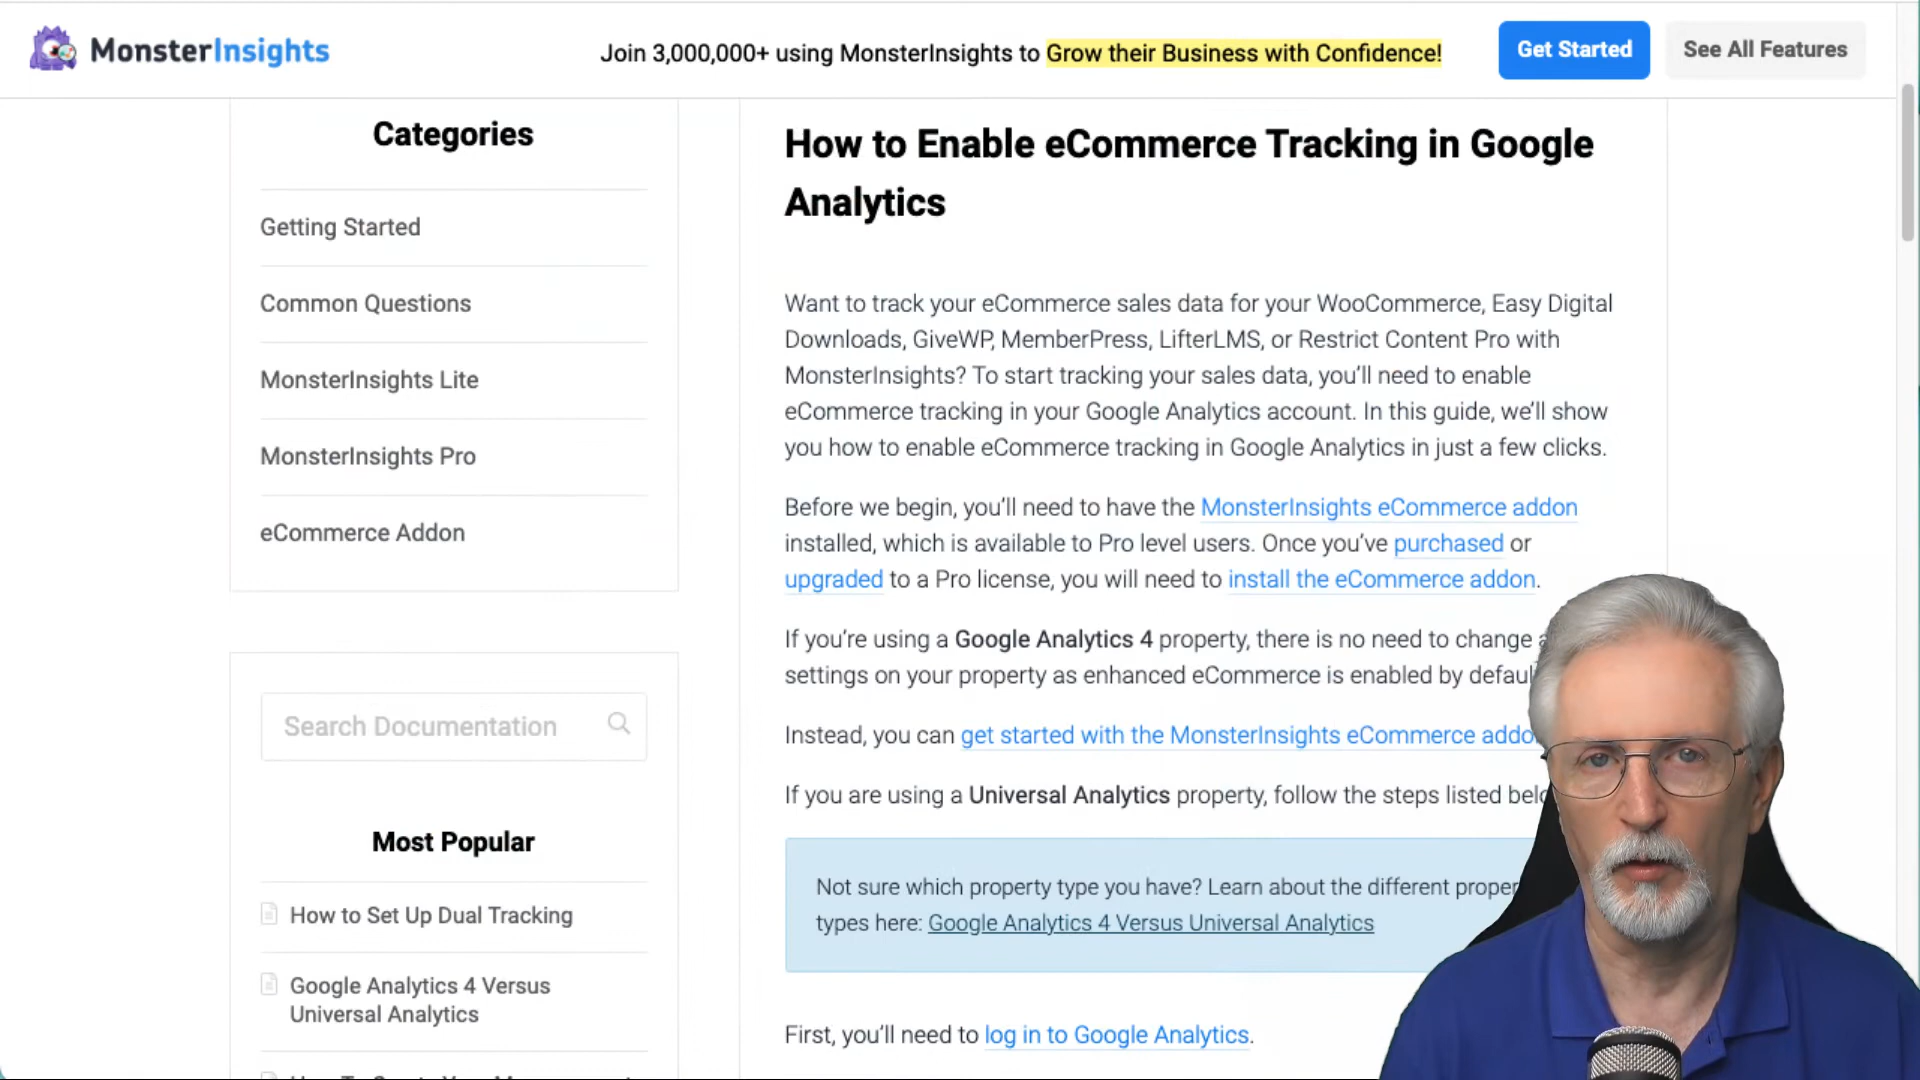 MonsterInsights
Join 3,000,000+ using MonsterInsights to Grow their Business with Confidence!
Get Started
See All Features
Categories
Getting Started
Common Questions
MonsterInsights Lite
MonsterInsights Pro
eCommerce Addon
Search Documentation
Most Popular
How to Set Up Dual Tracking
Google Analytics 4 Versus
Universal Analytics
How to Enable eCommerce Tracking in Google
Analytics
Want to track your eCommerce sales data for your WooCommerce, Easy Digital
Downloads, GiveWP, MemberPress, LifterLMS, or Restrict Content Pro with
MonsterInsights? To start tracking your sales data, you'll need to enable
eCommerce tracking in your Google Analytics account. In this guide, we'll show
you how to enable eCommerce tracking in Google Analytics in just a few clicks.
Before we begin, you'll need to have the MonsterInsights eCommerce addon
installed, which is available to Pro level users. Once you've purchased or
upgraded to a Pro license, you will need to install the eCommerce addon.
If you're using a Google Analytics 4 property, there is no need to change
settings on your property as enhanced eCommerce is enabled by
Instead, you can get started with the MonsterInsights eCommerce
If you are using a Universal Analytics property, follow the steps listed
Not sure which property type you have? Learn about the different
types here: Google Analytics 4 Versus Universal Analytics
First, you'll need to log in to Google Analytics.